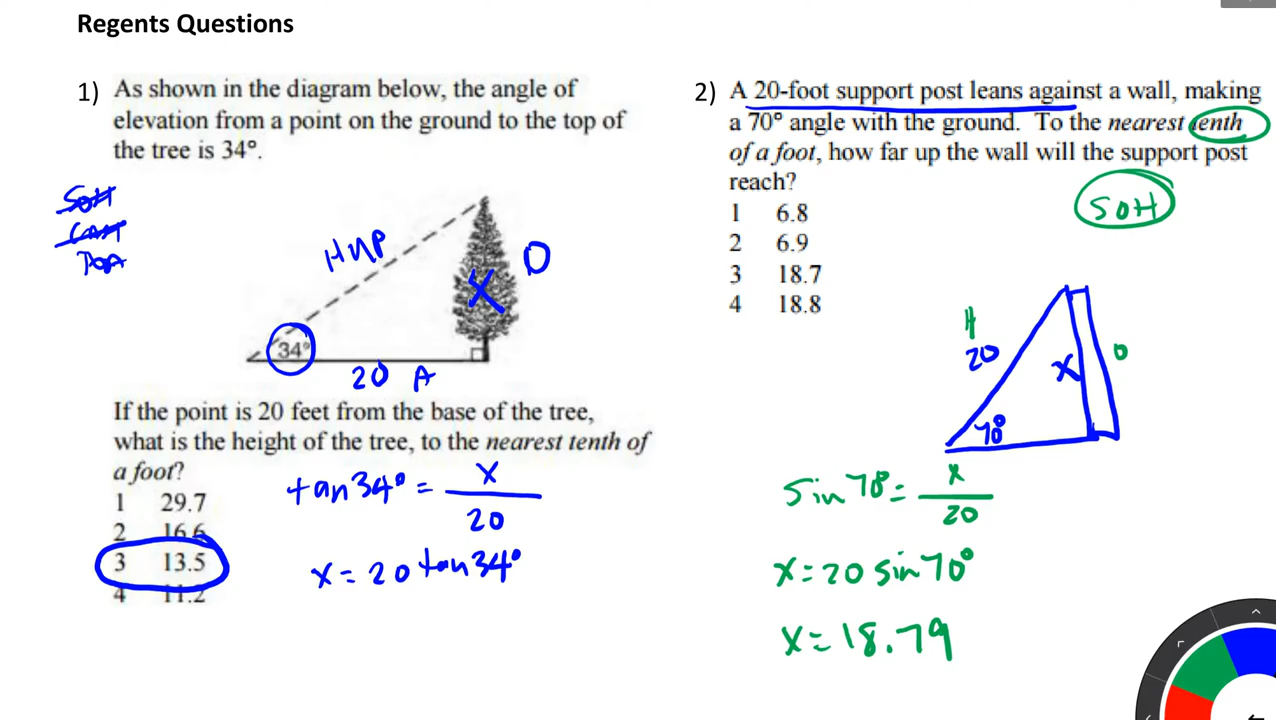 Regents Questions
1) As shown in the diagram below, the angle of
elevation from a point on the ground to the top of
the tree is 34°.
SOH
CAH
TOA
HYP
O
X
34°
20 A
If the point is 20 feet from the base of the tree,
what is the height of the tree, to the nearest tenth of
a foot?
1 29.7
2 16.6
3 13.5
4 11.2
tan 34° = x
20
x = 20 tan 34°
2) A 20-foot support post leans against a wall, making
a 70° angle with the ground. To the nearest tenth
of a foot, how far up the wall will the support post
reach?
1 6.8
2 6.9
3 18.7
4 18.8
SOH
H
20
X
O
70°
sin 70° = x
20
x = 20 sin 70°
x = 18.79